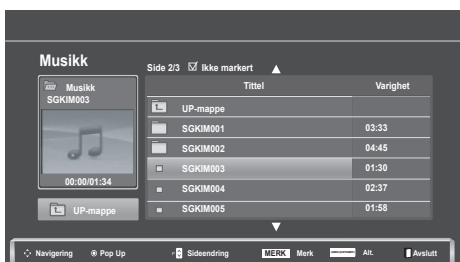 Musikk
Side 2/3 Ikke markert
Musikk
SGKIM003
00:00/01:34
UP-mappe
Tittel Varighet
UP-mappe
SGKIM001 03:33
SGKIM002 04:45
SGKIM003 01:30
SGKIM004 02:37
SGKIM005 01:58
Navigering Pop Up Sideendring MERK Merk Alt. Avslutt